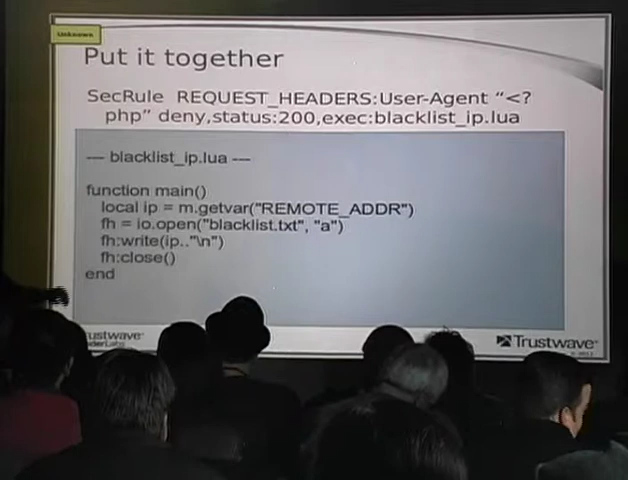 Unknown
Put it together
SecRule REQUEST_HEADERS:User-Agent “<?
php” deny,status:200,exec:blacklist_ip.lua
--- blacklist_ip.lua ---
function main()
local ip = m.getvar("REMOTE_ADDR")
fh = io.open("blacklist.txt", "a")
fh:write(ip.."\n")
fh:close()
end
Trustwave